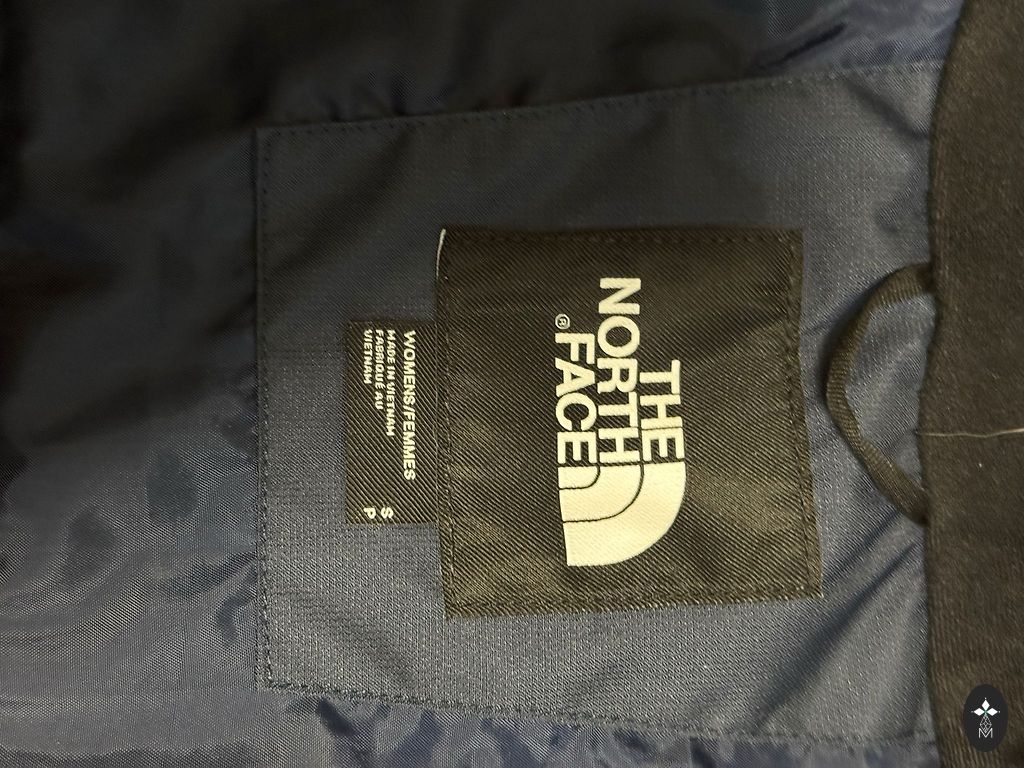 THE
NORTH
FACE®
WOMENS/FEMMES
MADE IN VIETNAM S
FABRIQUÉ AU P
VIETNAM
M